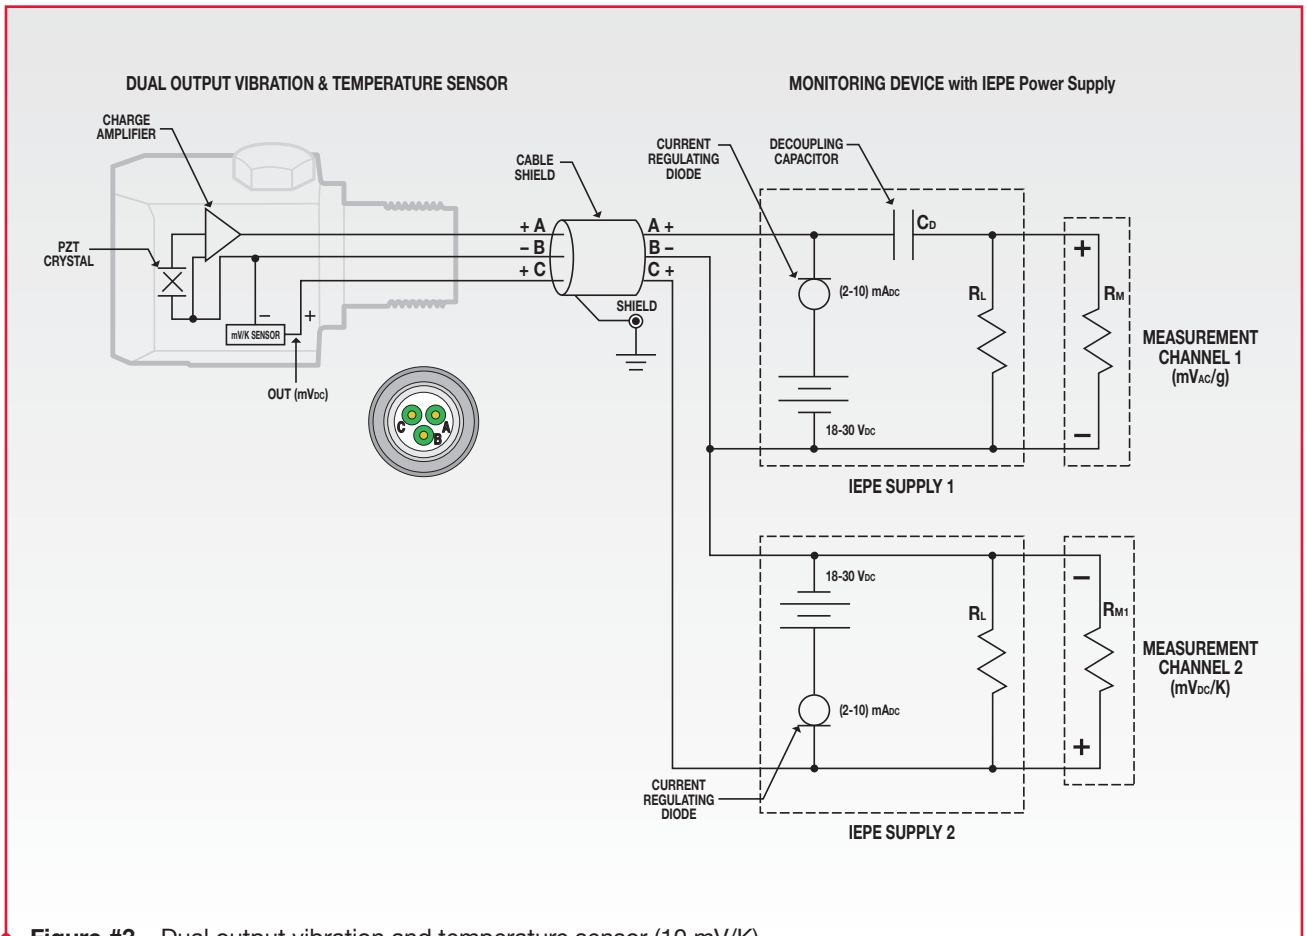 DUAL OUTPUT VIBRATION & TEMPERATURE SENSOR
MONITORING DEVICE with IEPE Power Supply
CHARGE
AMPLIFIER
PZT
CRYSTAL
CABLE
SHIELD
CURRENT
REGULATING
DIODE
DECOUPLING
CAPACITOR
+ A
– B
+ C
A +
B –
C +
SHIELD
mV/K SENSOR
–
+
OUT (mVDC)
C
A
B
CD
(2-10) mADC
18-30 VDC
RL
+
RM
–
MEASUREMENT
CHANNEL 1
(mVAC/g)
IEPE SUPPLY 1
18-30 VDC
(2-10) mADC
RL
–
RM1
+
MEASUREMENT
CHANNEL 2
(mVDC/K)
CURRENT
REGULATING
DIODE
IEPE SUPPLY 2
Dual output vibration and temperature sensor (10 mV/K)